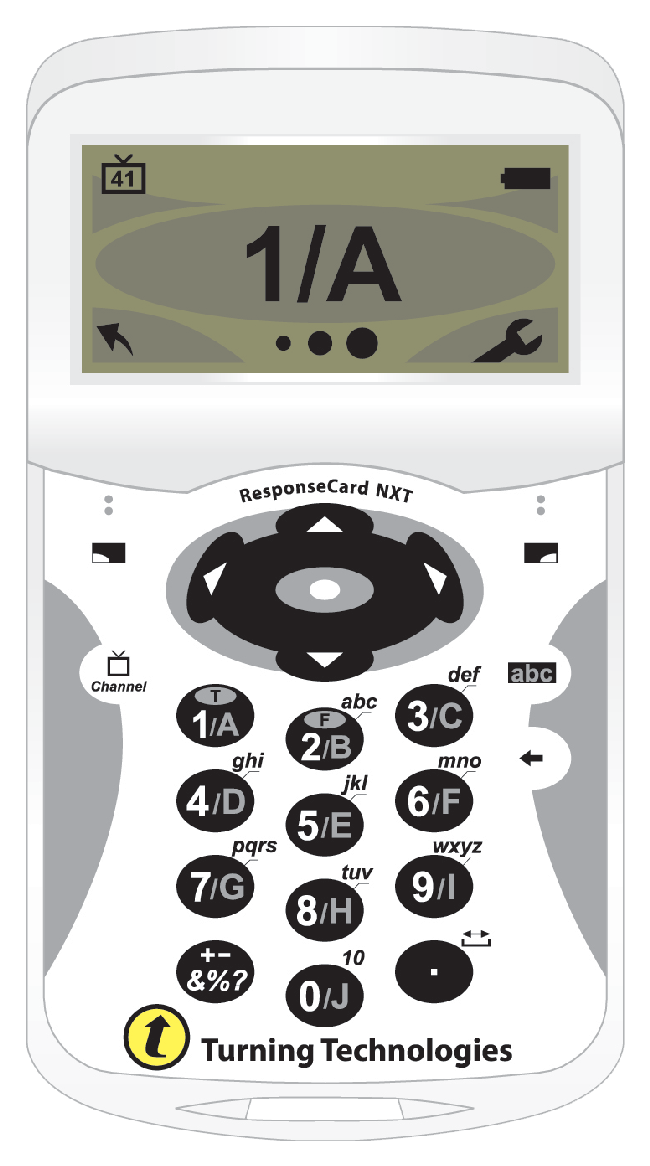 41
1/A
ResponseCard NXT
Channel
abc
def
T
1/A
abc
F
2/B
3/C
ghi
4/D
jkl
5/E
mno
6/F
pqrs
7/G
tuv
8/H
wxyz
9/I
+−
&%?
10
0/J
.
t Turning Technologies